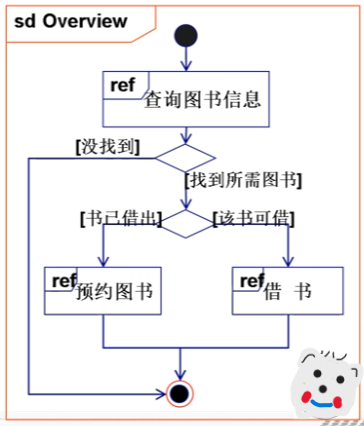 sd Overview
ref
查询图书信息
[没找到]
[找到所需图书]
[书已借出]
[该书可借]
ref
预约图书
ref
借 书